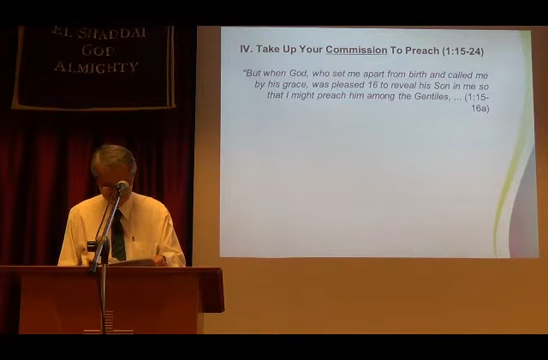 EL SHADDAI
GOD
ALMIGHTY
IV. Take Up Your Commission To Preach (1:15-24)
"But when God, who set me apart from birth and called me
by his grace, was pleased 16 to reveal his Son in me so
that I might preach him among the Gentiles, ... (1:15-
16a)